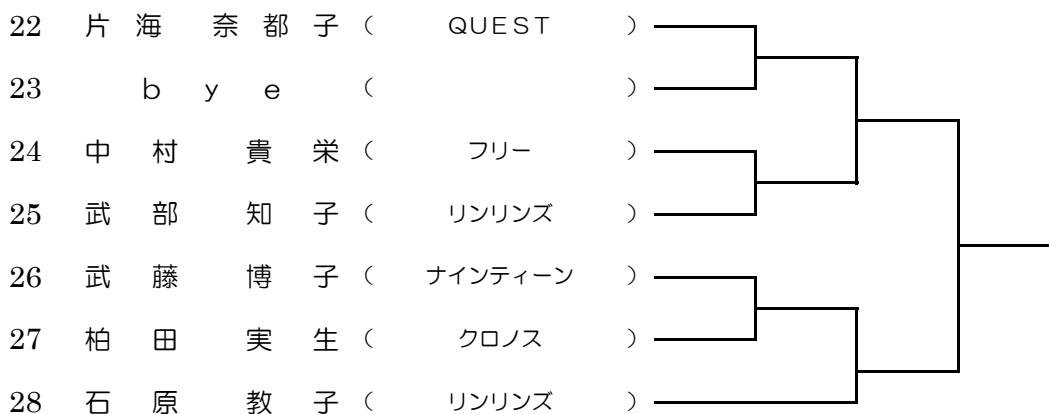 22 片海 奈都子 ( QUEST )
23 bye ( )
24 中村 貴栄 ( フリー )
25 武部 知子 ( リンリンズ )
26 武藤 博子 ( ナインティーン )
27 柏田 実生 ( クロノス )
28 石原 教子 ( リンリンズ )